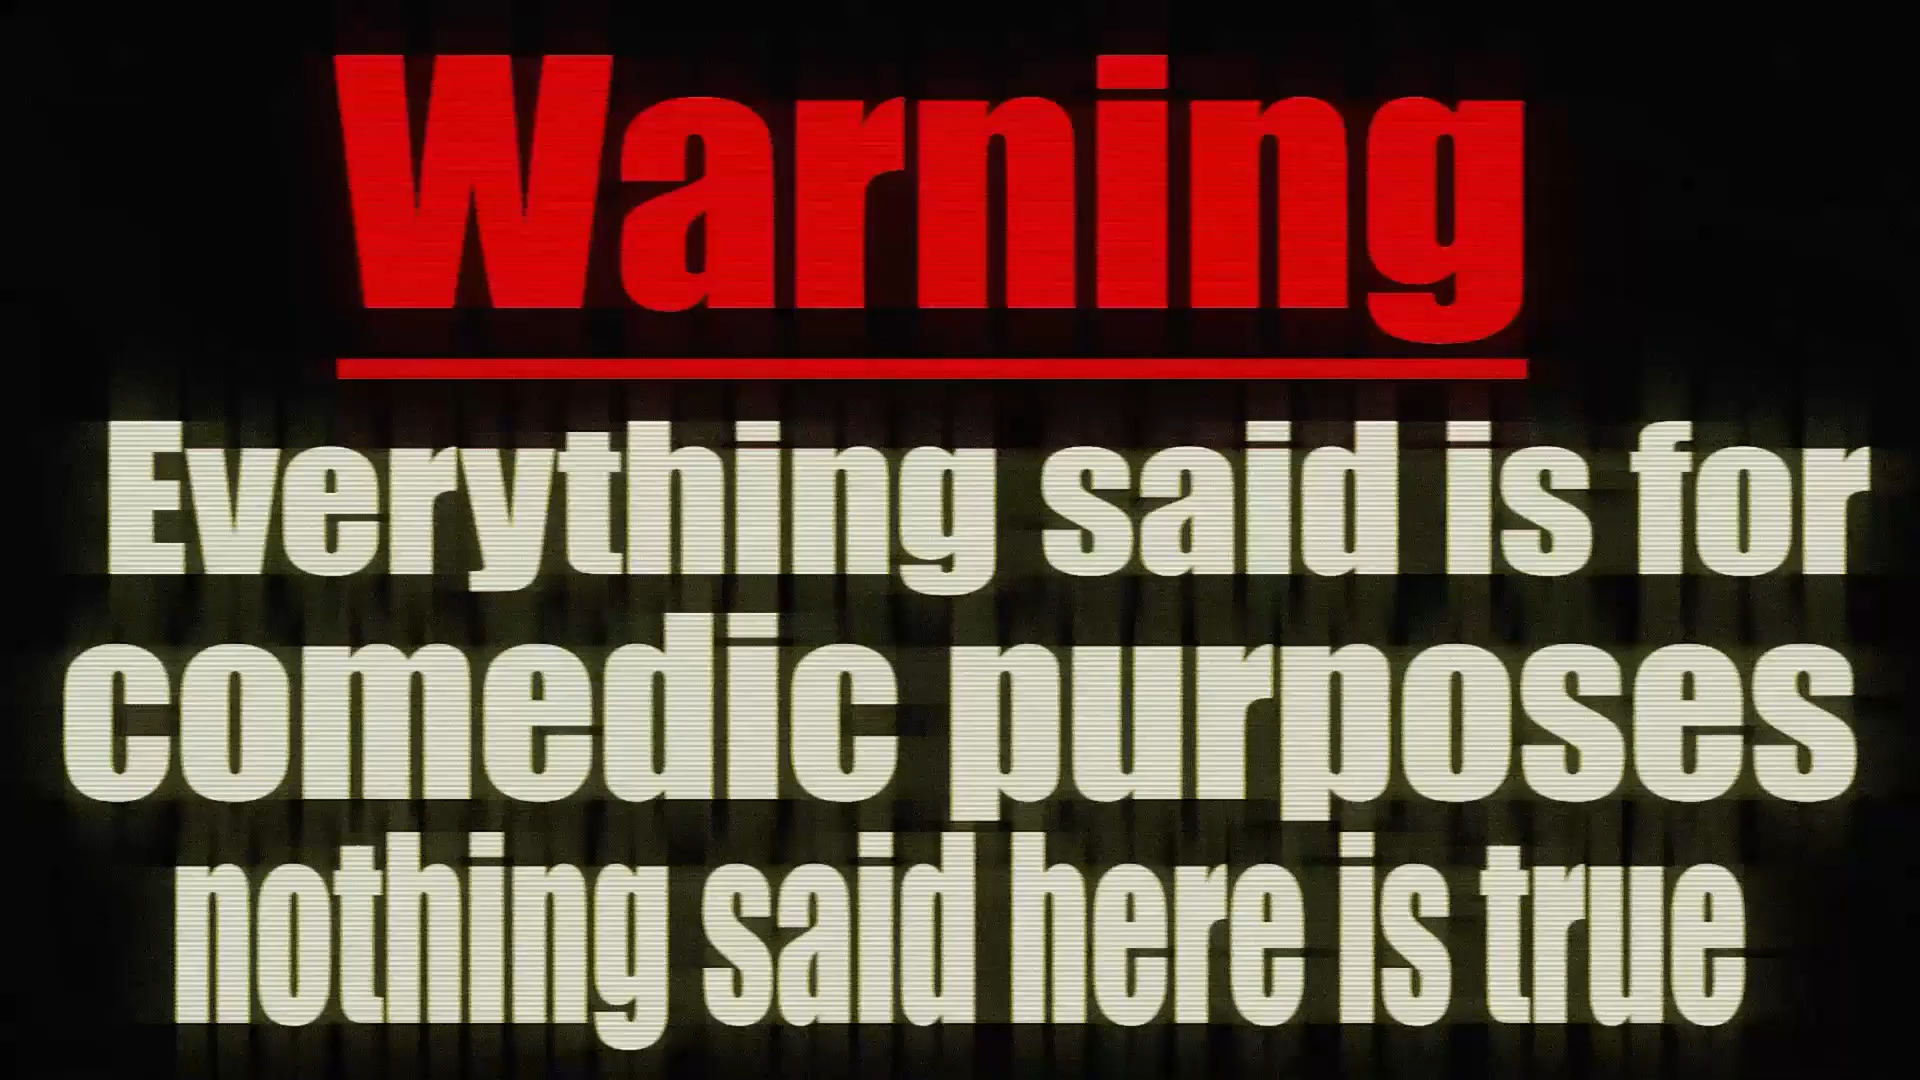 Warning
Everything said is for
comedic purposes
nothing said here is true